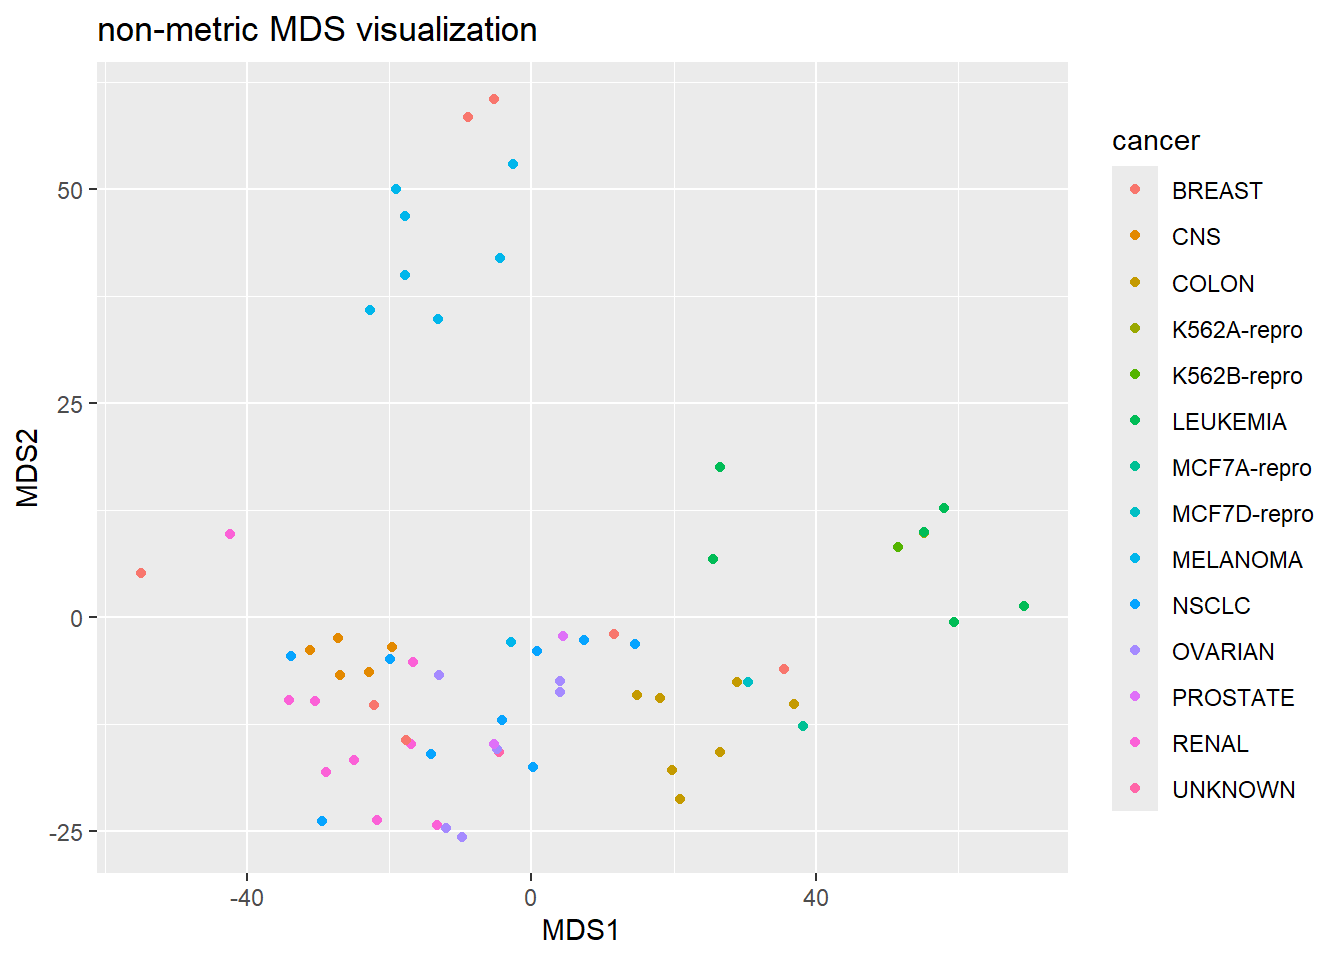 non-metric MDS visualization
50
25
0
-25
MDS2
-40
0
40
MDS1
cancer
BREAST
CNS
COLON
K562A-repro
K562B-repro
LEUKEMIA
MCF7A-repro
MCF7D-repro
MELANOMA
NSCLC
OVARIAN
PROSTATE
RENAL
UNKNOWN